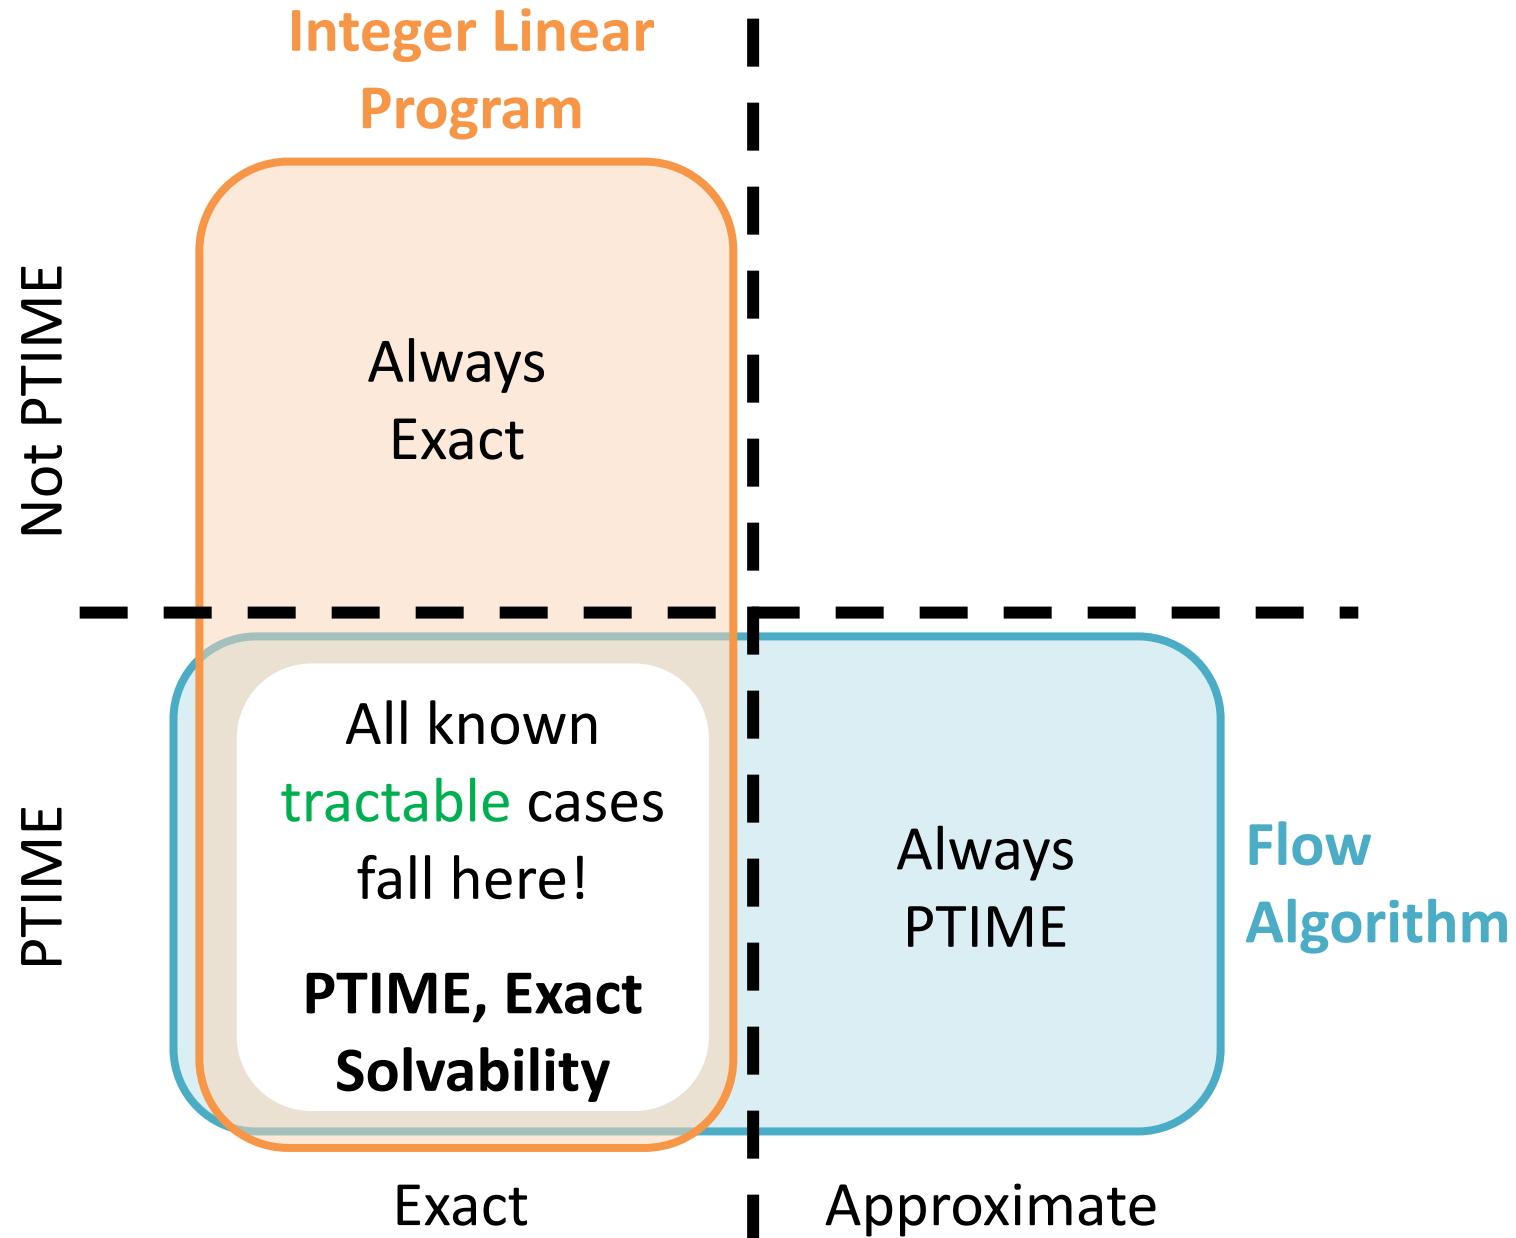 Integer Linear
Program
Not PTIME
Always
Exact
PTIME
All known
tractable cases
fall here!
PTIME, Exact
Solvability
Always
PTIME
Flow
Algorithm
Exact
Approximate